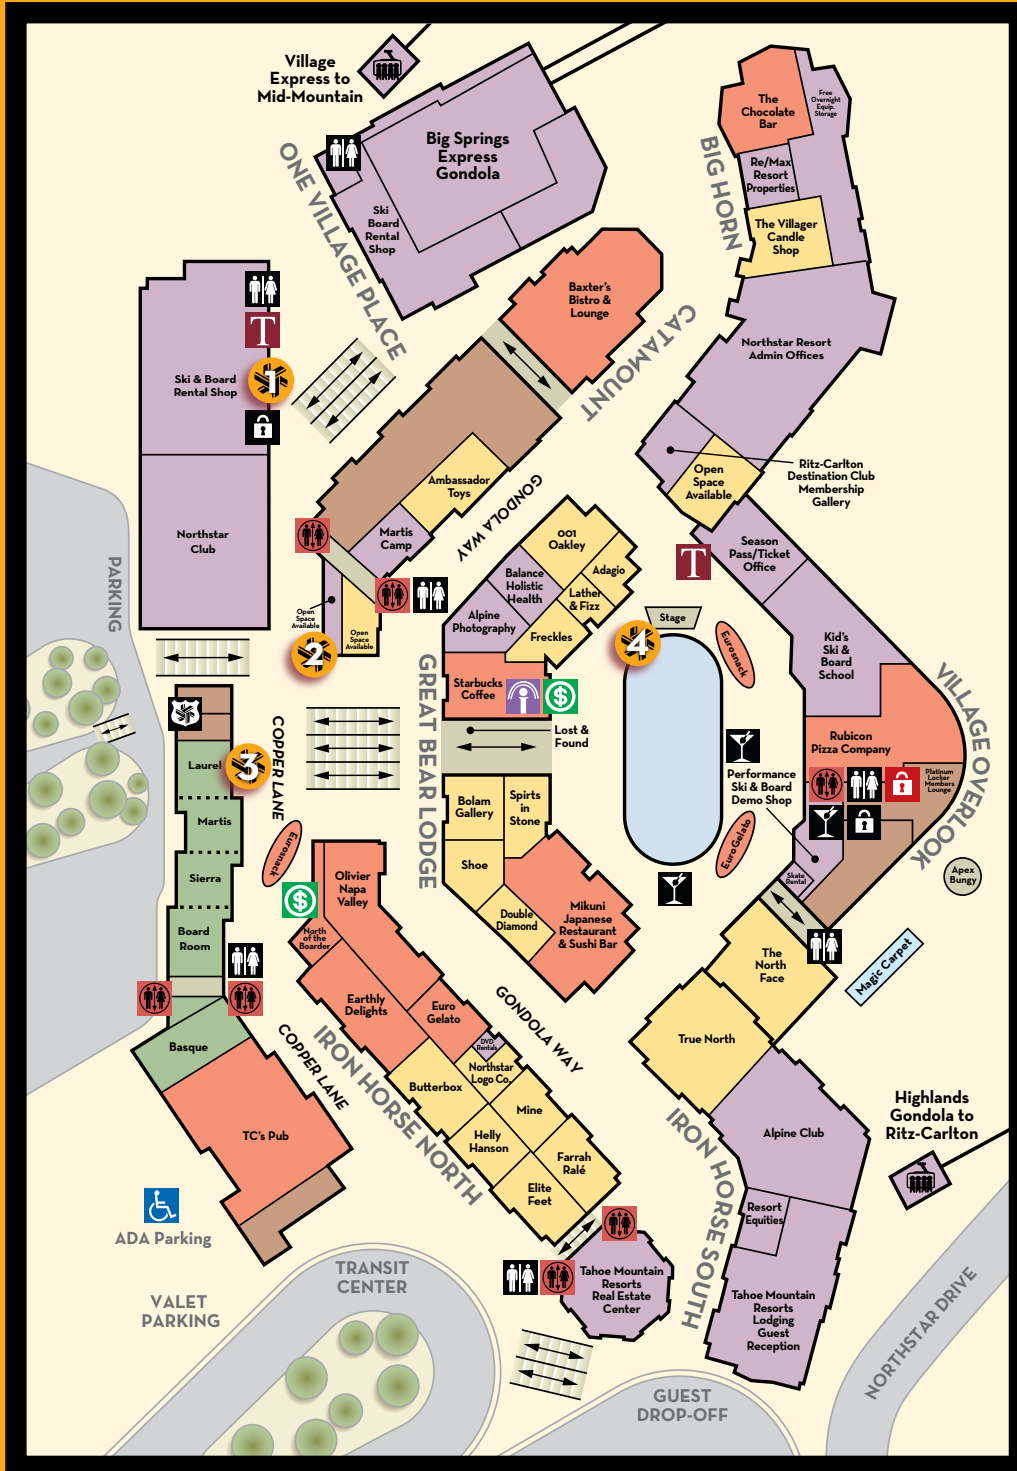 Village
Express to
Mid-Mountain
Big Springs
Express
Gondola
Ski
Board
Rental
Shop
ONE VILLAGE PLACE
The
Chocolate
Bar
Free
Overnight
Equip.
Storage
Re/Max
Resort
Properties
The Villager
Candle
Shop
BIG HORN
Northstar Resort
Admin Offices
Baxter's
Bistro &
Lounge
CATAMOUNT
T
Ski & Board
Rental Shop
1
Northstar
Club
Ambassador
Toys
Martis
Camp
GONDOLA WAY
Open
Space
Available
Ritz-Carlton
Destination Club
Membership
Gallery
Season
Pass/Ticket
Office
T
Open
Space
Available
Open
Space
Available
2
001
Oakley
Adagio
Balance
Holistic
Health
Lather
& Fizz
Alpine
Photography
Freckles
Stage
4
Eurosnack
Kid's
Ski &
Board
School
PARKING
GREAT BEAR LODGE
Starbucks
Coffee
i
$
Lost &
Found
VILLAGE OVERLOOK
Rubicon
Pizza Company
Platinum
Locker
Members
Lounge
Performance
Ski & Board
Demo Shop
Skate
Rental
EuroGelato
Apex
Bungy
COPPER LANE
Laurel
3
Martis
Sierra
Board
Room
Eurosnack
$
Bolam
Gallery
Spirts
in
Stone
Shoe
Double
Diamond
Mikuni
Japanese
Restaurant
& Sushi Bar
Olivier
Napa
Valley
North
of the
Boarder
Earthly
Delights
Euro
Gelato
DVD
Rentals
Northstar
Logo Co.
Butterbox
Mine
Helly
Hanson
Farrah
Ralé
Elite
Feet
GONDOLA WAY
IRON HORSE NORTH
COPPER LANE
Basque
TC's Pub
The
North
Face
Magic Carpet
True North
Alpine Club
IRON HORSE SOUTH
Highlands
Gondola to
Ritz-Carlton
Resort
Equities
Tahoe Mountain
Resorts
Real Estate
Center
Tahoe Mountain
Resorts
Lodging
Guest
Reception
ADA Parking
VALET
PARKING
TRANSIT
CENTER
GUEST
DROP-OFF
NORTHSTAR DRIVE